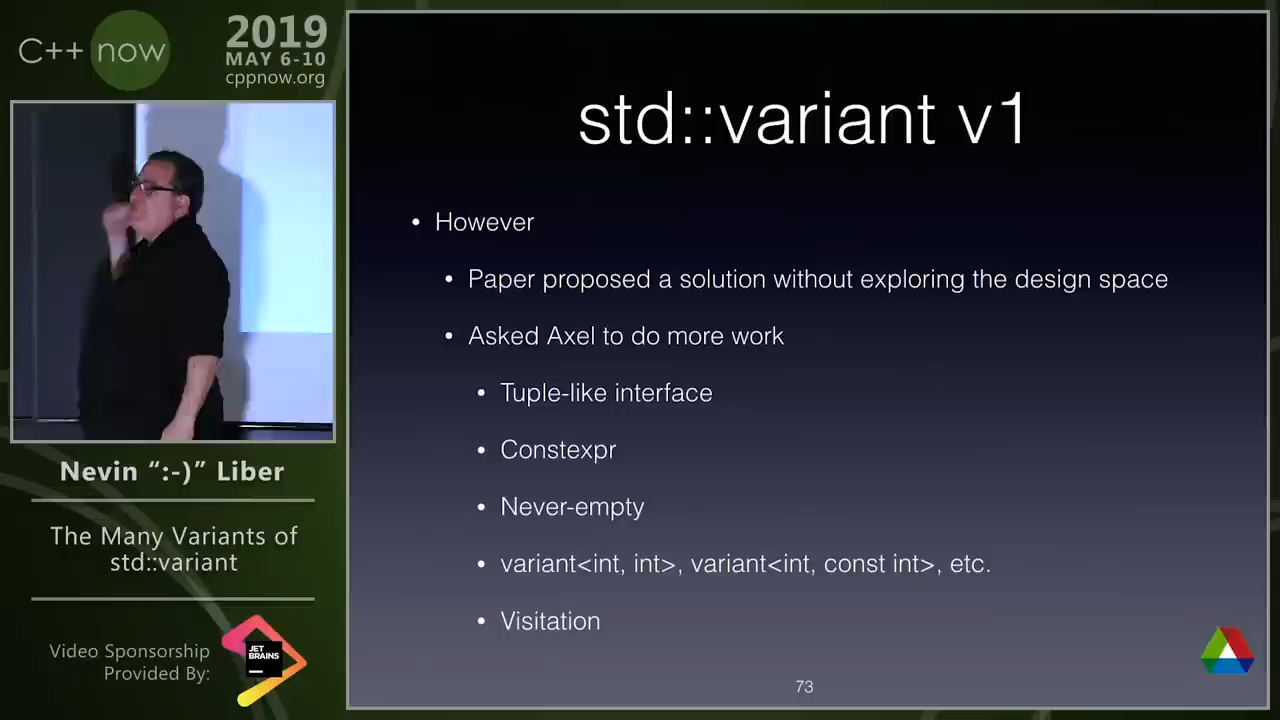 C++ now
2019
MAY 6-10
cppnow.org
Nevin “:-)” Liber
The Many Variants of
std::variant
Video Sponsorship
Provided By:
JET
BRAINS
std::variant v1
• However
• Paper proposed a solution without exploring the design space
• Asked Axel to do more work
• Tuple-like interface
• Constexpr
• Never-empty
• variant<int, int>, variant<int, const int>, etc.
• Visitation
73